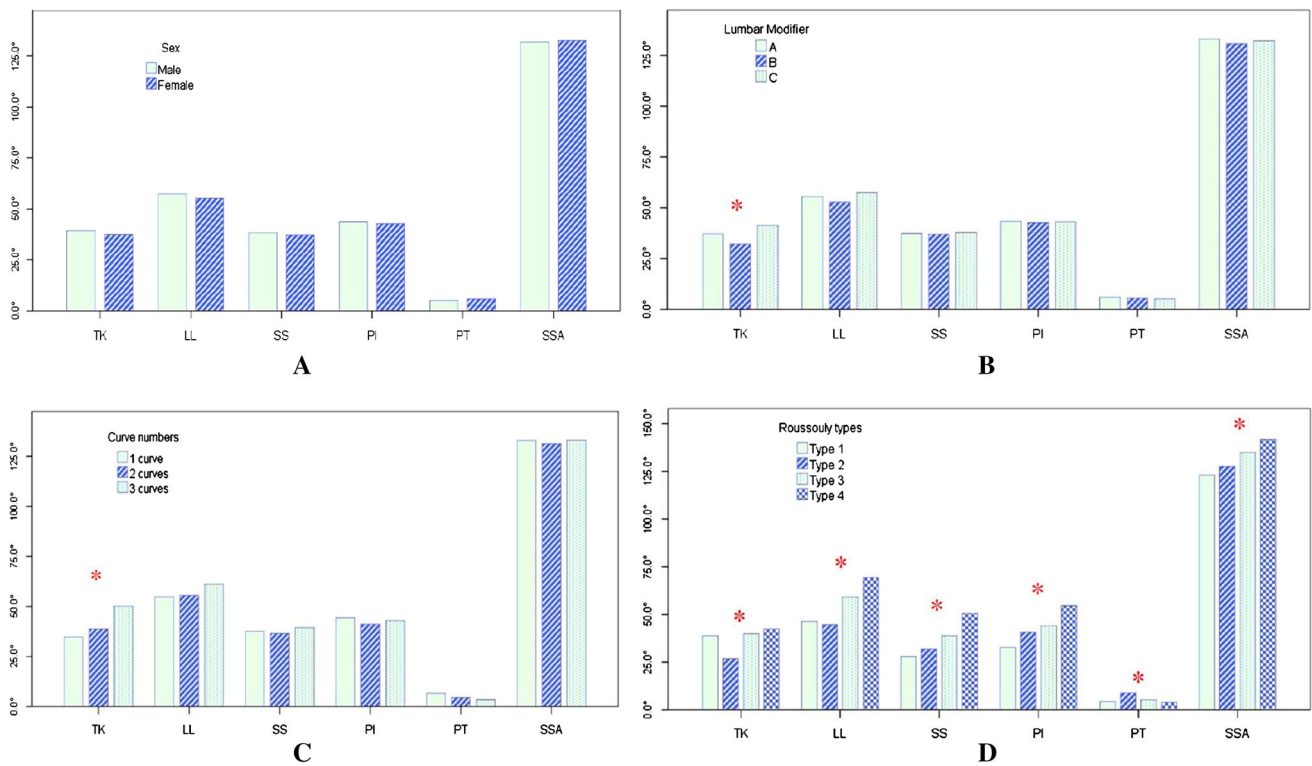 Sex
Male
Female
0.0° 25.0° 50.0° 75.0° 100.0° 125.0°
TK LL SS PI PT SSA
A
Lumbar Modifier
A
B
C
*
0.0° 25.0° 50.0° 75.0° 100.0° 125.0°
TK LL SS PI PT SSA
B
Curve numbers
1 curve
2 curves
3 curves
*
0.0° 25.0° 50.0° 75.0° 100.0° 125.0°
TK LL SS PI PT SSA
C
Roussouly types
Type 1
Type 2
Type 3
Type 4
* * * * * *
0.0° 25.0° 50.0° 75.0° 100.0° 125.0° 150.0°
TK LL SS PI PT SSA
D